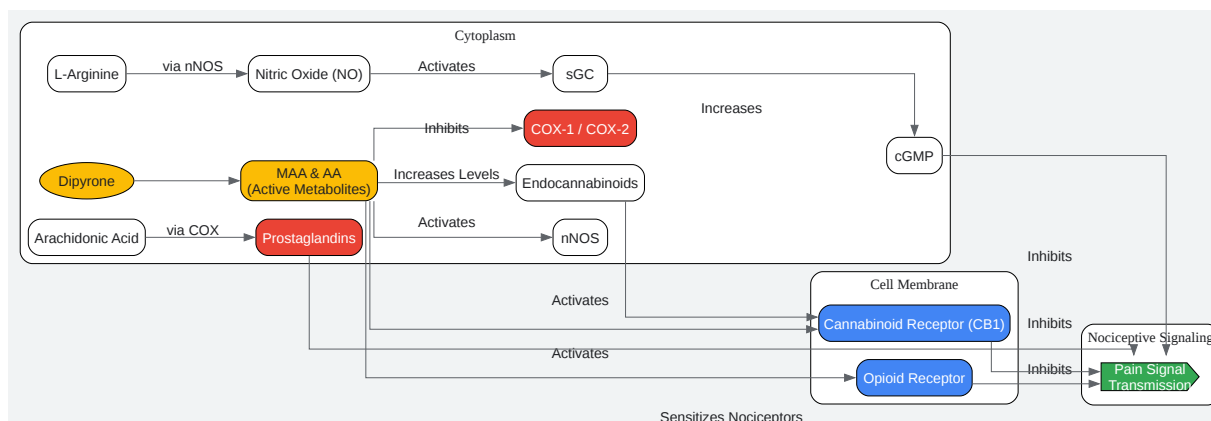 Cytoplasm
L-Arginine
via nNOS
Nitric Oxide (NO)
Activates
sGC
Increases
Inhibits
COX-1 / COX-2
cGMP
Dipyrone
MAA & AA
(Active Metabolites)
Increases Levels
Endocannabinoids
Arachidonic Acid
via COX
Prostaglandins
Activates
nNOS
Inhibits
Cell Membrane
Activates
Cannabinoid Receptor (CB1)
Inhibits
Nociceptive Signaling
Activates
Opioid Receptor
Inhibits
Pain Signal
Transmission
Sensitizes Nociceptors